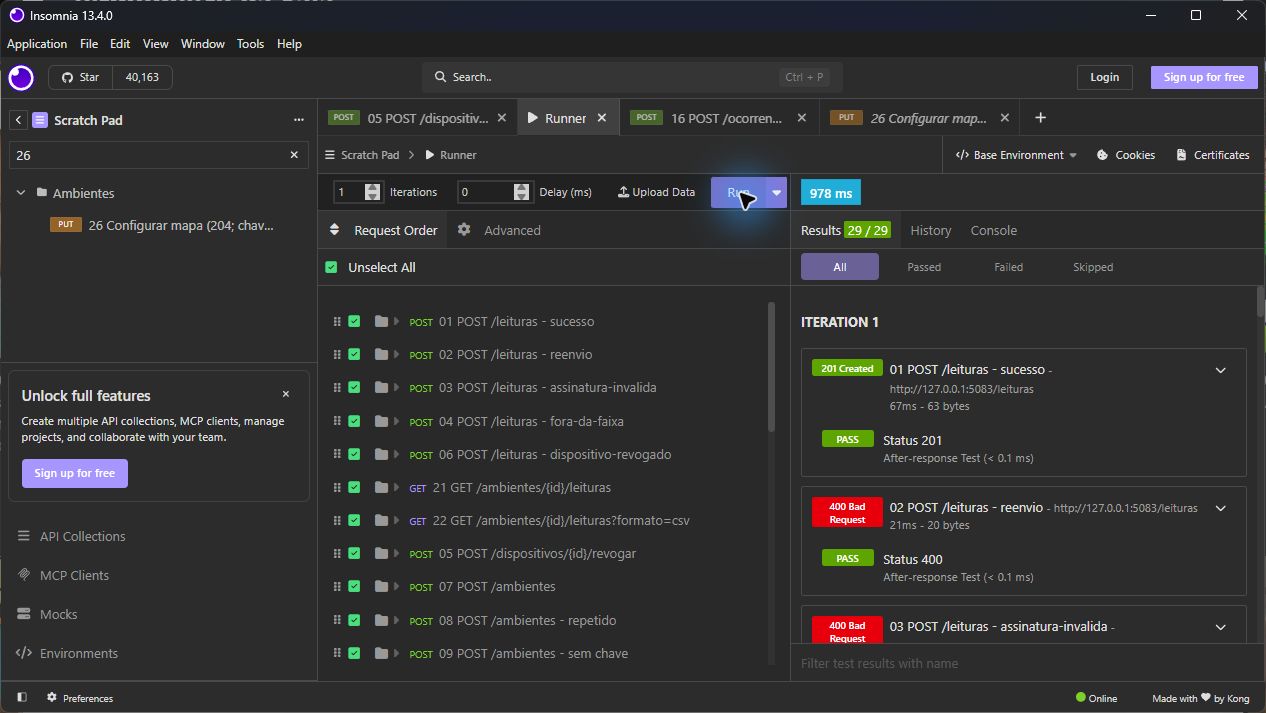 Insomnia 13.4.0
Application File Edit View Window Tools Help
Star 40,163
Search..
Ctrl + P
Login
Sign up for free
Scratch Pad
26
Ambientes
PUT 26 Configurar mapa (204; chav...
Unlock full features
Create multiple API collections, MCP clients, manage
projects, and collaborate with your team.
Sign up for free
API Collections
MCP Clients
Mocks
Environments
POST 05 POST /dispositiv...
Runner
POST 16 POST /ocorren...
PUT 26 Configurar map...
Scratch Pad
Runner
Base Environment
Cookies
Certificates
1 Iterations
0 Delay (ms)
Upload Data
Run
978 ms
Request Order
Advanced
Unselect All
POST 01 POST /leituras - sucesso
POST 02 POST /leituras - reenvio
POST 03 POST /leituras - assinatura-invalida
POST 04 POST /leituras - fora-da-faixa
POST 06 POST /leituras - dispositivo-revogado
GET 21 GET /ambientes/{id}/leituras
GET 22 GET /ambientes/{id}/leituras?formato=csv
POST 05 POST /dispositivos/{id}/revogar
POST 07 POST /ambientes
POST 08 POST /ambientes - repetido
POST 09 POST /ambientes - sem chave
Results 29 / 29
History
Console
All
Passed
Failed
Skipped
ITERATION 1
201 Created 01 POST /leituras - sucesso -
http://127.0.0.1:5083/leituras
67ms - 63 bytes
PASS Status 201
After-response Test (< 0.1 ms)
400 Bad
Request
02 POST /leituras - reenvio - http://127.0.0.1:5083/leituras
21ms - 20 bytes
PASS Status 400
After-response Test (< 0.1 ms)
400 Bad
Request
03 POST /leituras - assinatura-invalida -
Filter test results with name
Preferences
Online
Made with
by Kong